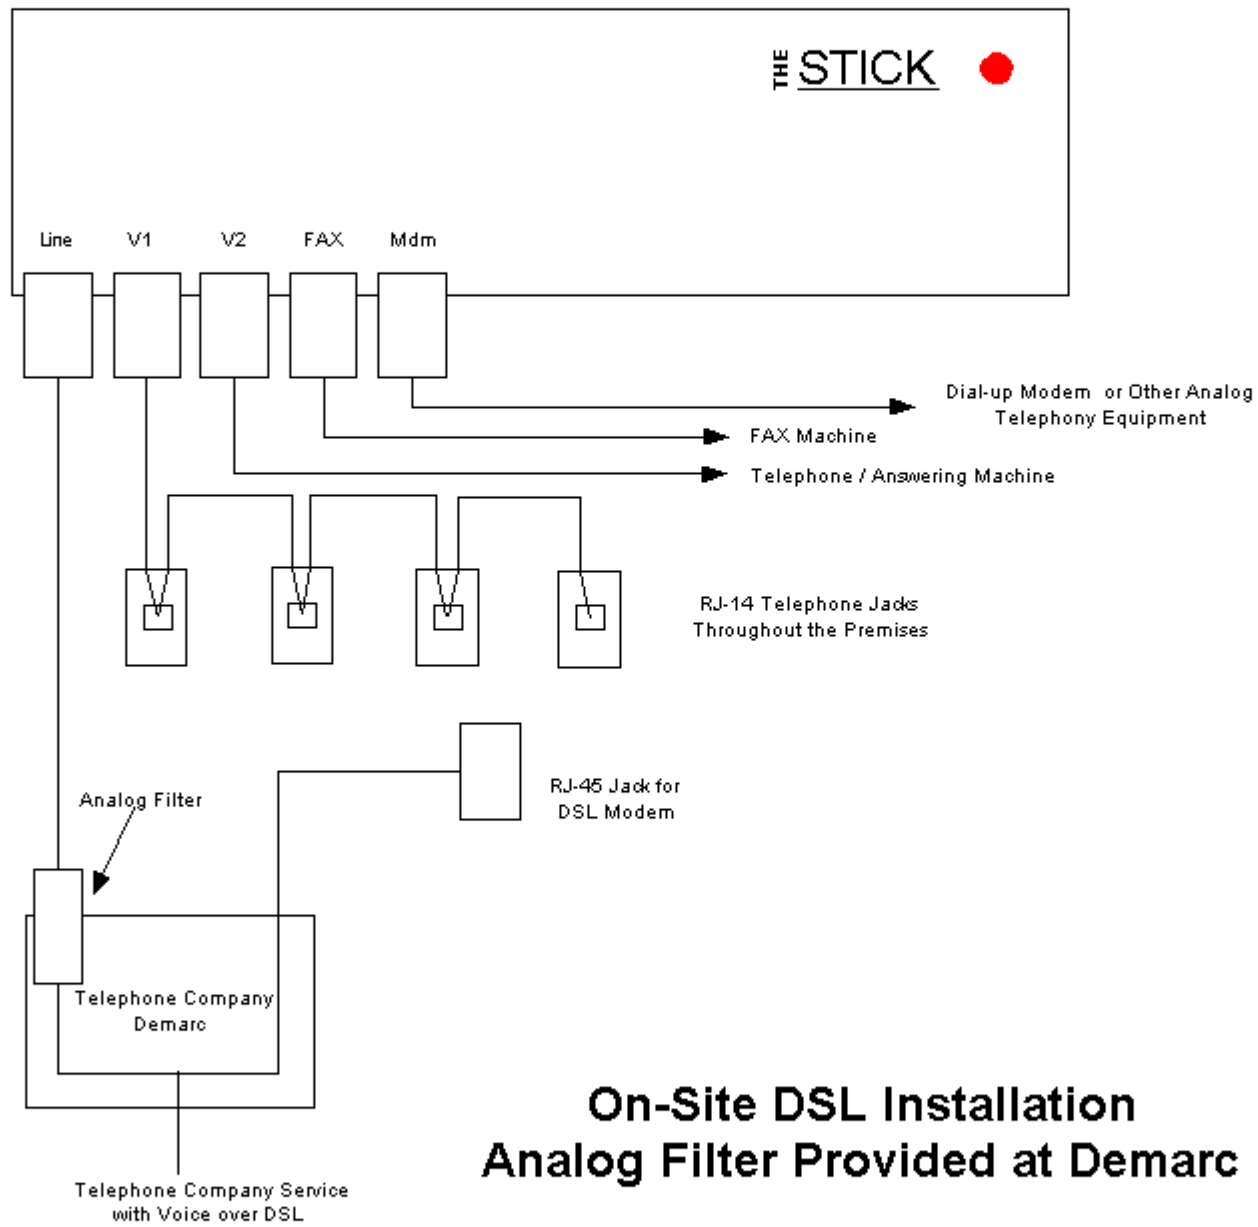 THE STICK
Line V1 V2 FAX Mdm
Dial-up Modem or Other Analog
Telephony Equipment
FAX Machine
Telephone / Answering Machine
RJ-14 Telephone Jacks
Throughout the Premises
RJ-45 Jack for
DSL Modem
Analog Filter
Telephone Company
Demarc
On-Site DSL Installation
Analog Filter Provided at Demarc
Telephone Company Service
with Voice over DSL